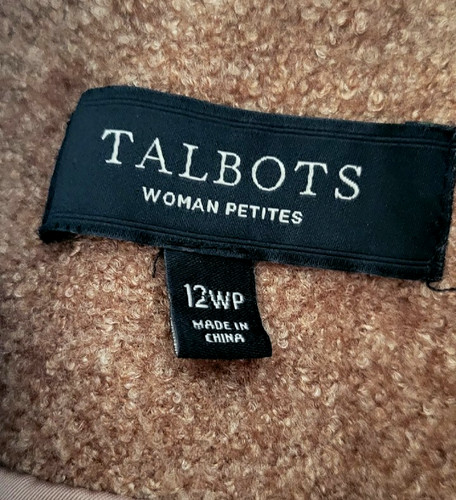 TALBOTS
WOMAN PETITES
12WP
MADE IN
CHINA